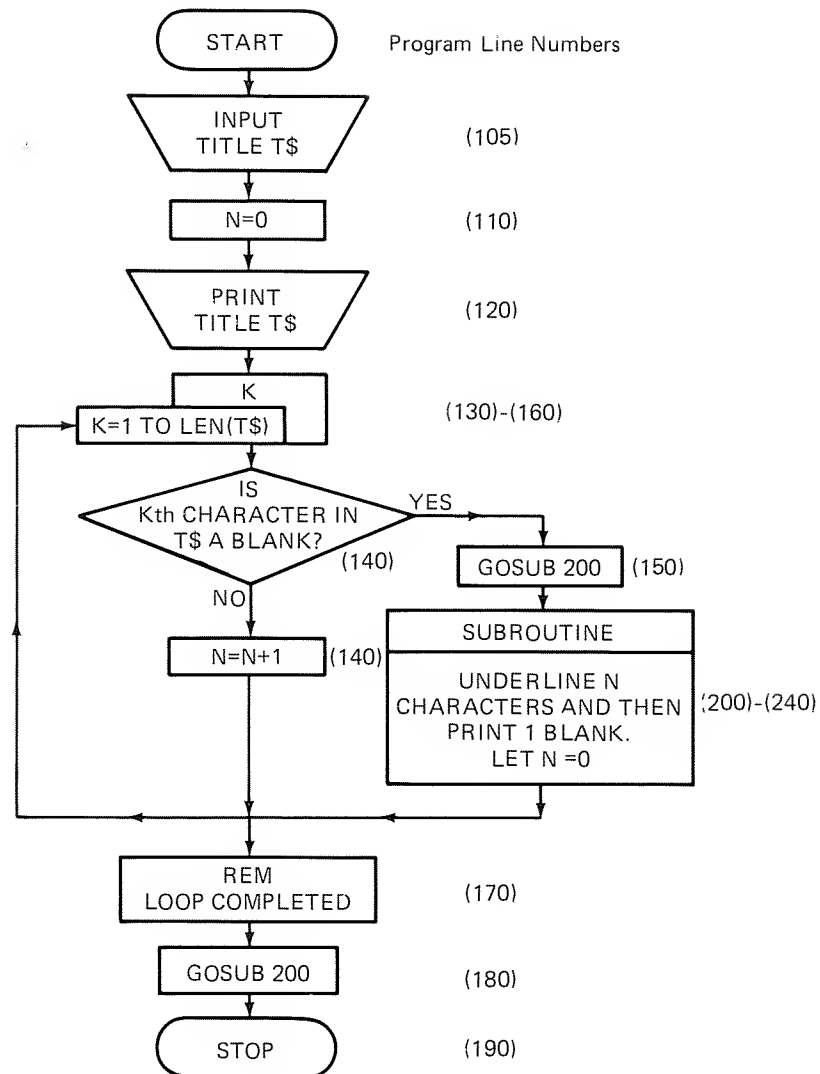 START
Program Line Numbers
INPUT
TITLE T$
(105)
N=0
(110)
PRINT
TITLE T$
(120)
K
K=1 TO LEN(T$)
(130)-(160)
IS
Kth CHARACTER IN
T$ A BLANK?
(140)
YES
GOSUB 200
(150)
NO
N=N+1
(140)
SUBROUTINE
UNDERLINE N
CHARACTERS AND THEN
PRINT 1 BLANK.
LET N =0
(200)-(240)
REM
LOOP COMPLETED
(170)
GOSUB 200
(180)
STOP
(190)